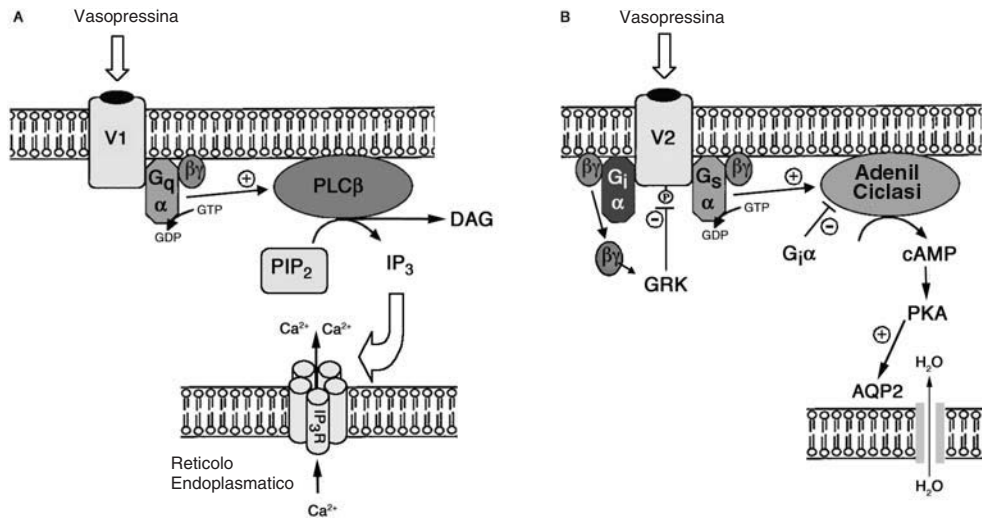 A
Vasopressina
V1
Gq
α
βγ
+
PLCβ
GTP
GDP
DAG
PIP2
IP3
Ca2+
Ca2+
IP3R
Reticolo
Endoplasmatico
Ca2+
B
Vasopressina
V2
βγ
Gi
α
P
−
Gs
α
βγ
+
Adenil
Ciclasi
GTP
GDP
−
Giα
βγ
GRK
cAMP
PKA
+
H2O
AQP2
H2O